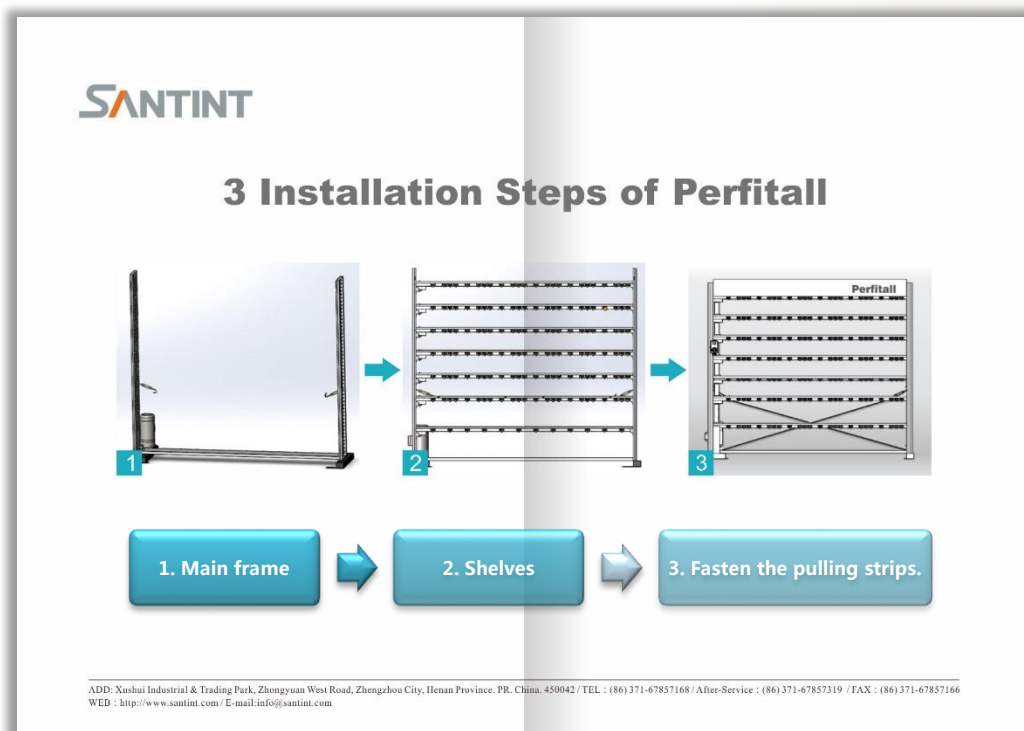 SANTINT
3 Installation Steps of Perfitall
Perfitall
1
2
3
1. Main frame
2. Shelves
3. Fasten the pulling strips.
ADD: Xushui Industrial & Trading Park, Zhongyuan West Road, Zhengzhou City, Henan Province. PR. China. 450042 / TEL : (86) 371-67857168 / After-Service : (86) 371-67857319 / FAX : (86) 371-67857166
WEB : http://www.santint.com / E-mail:info@santint.com